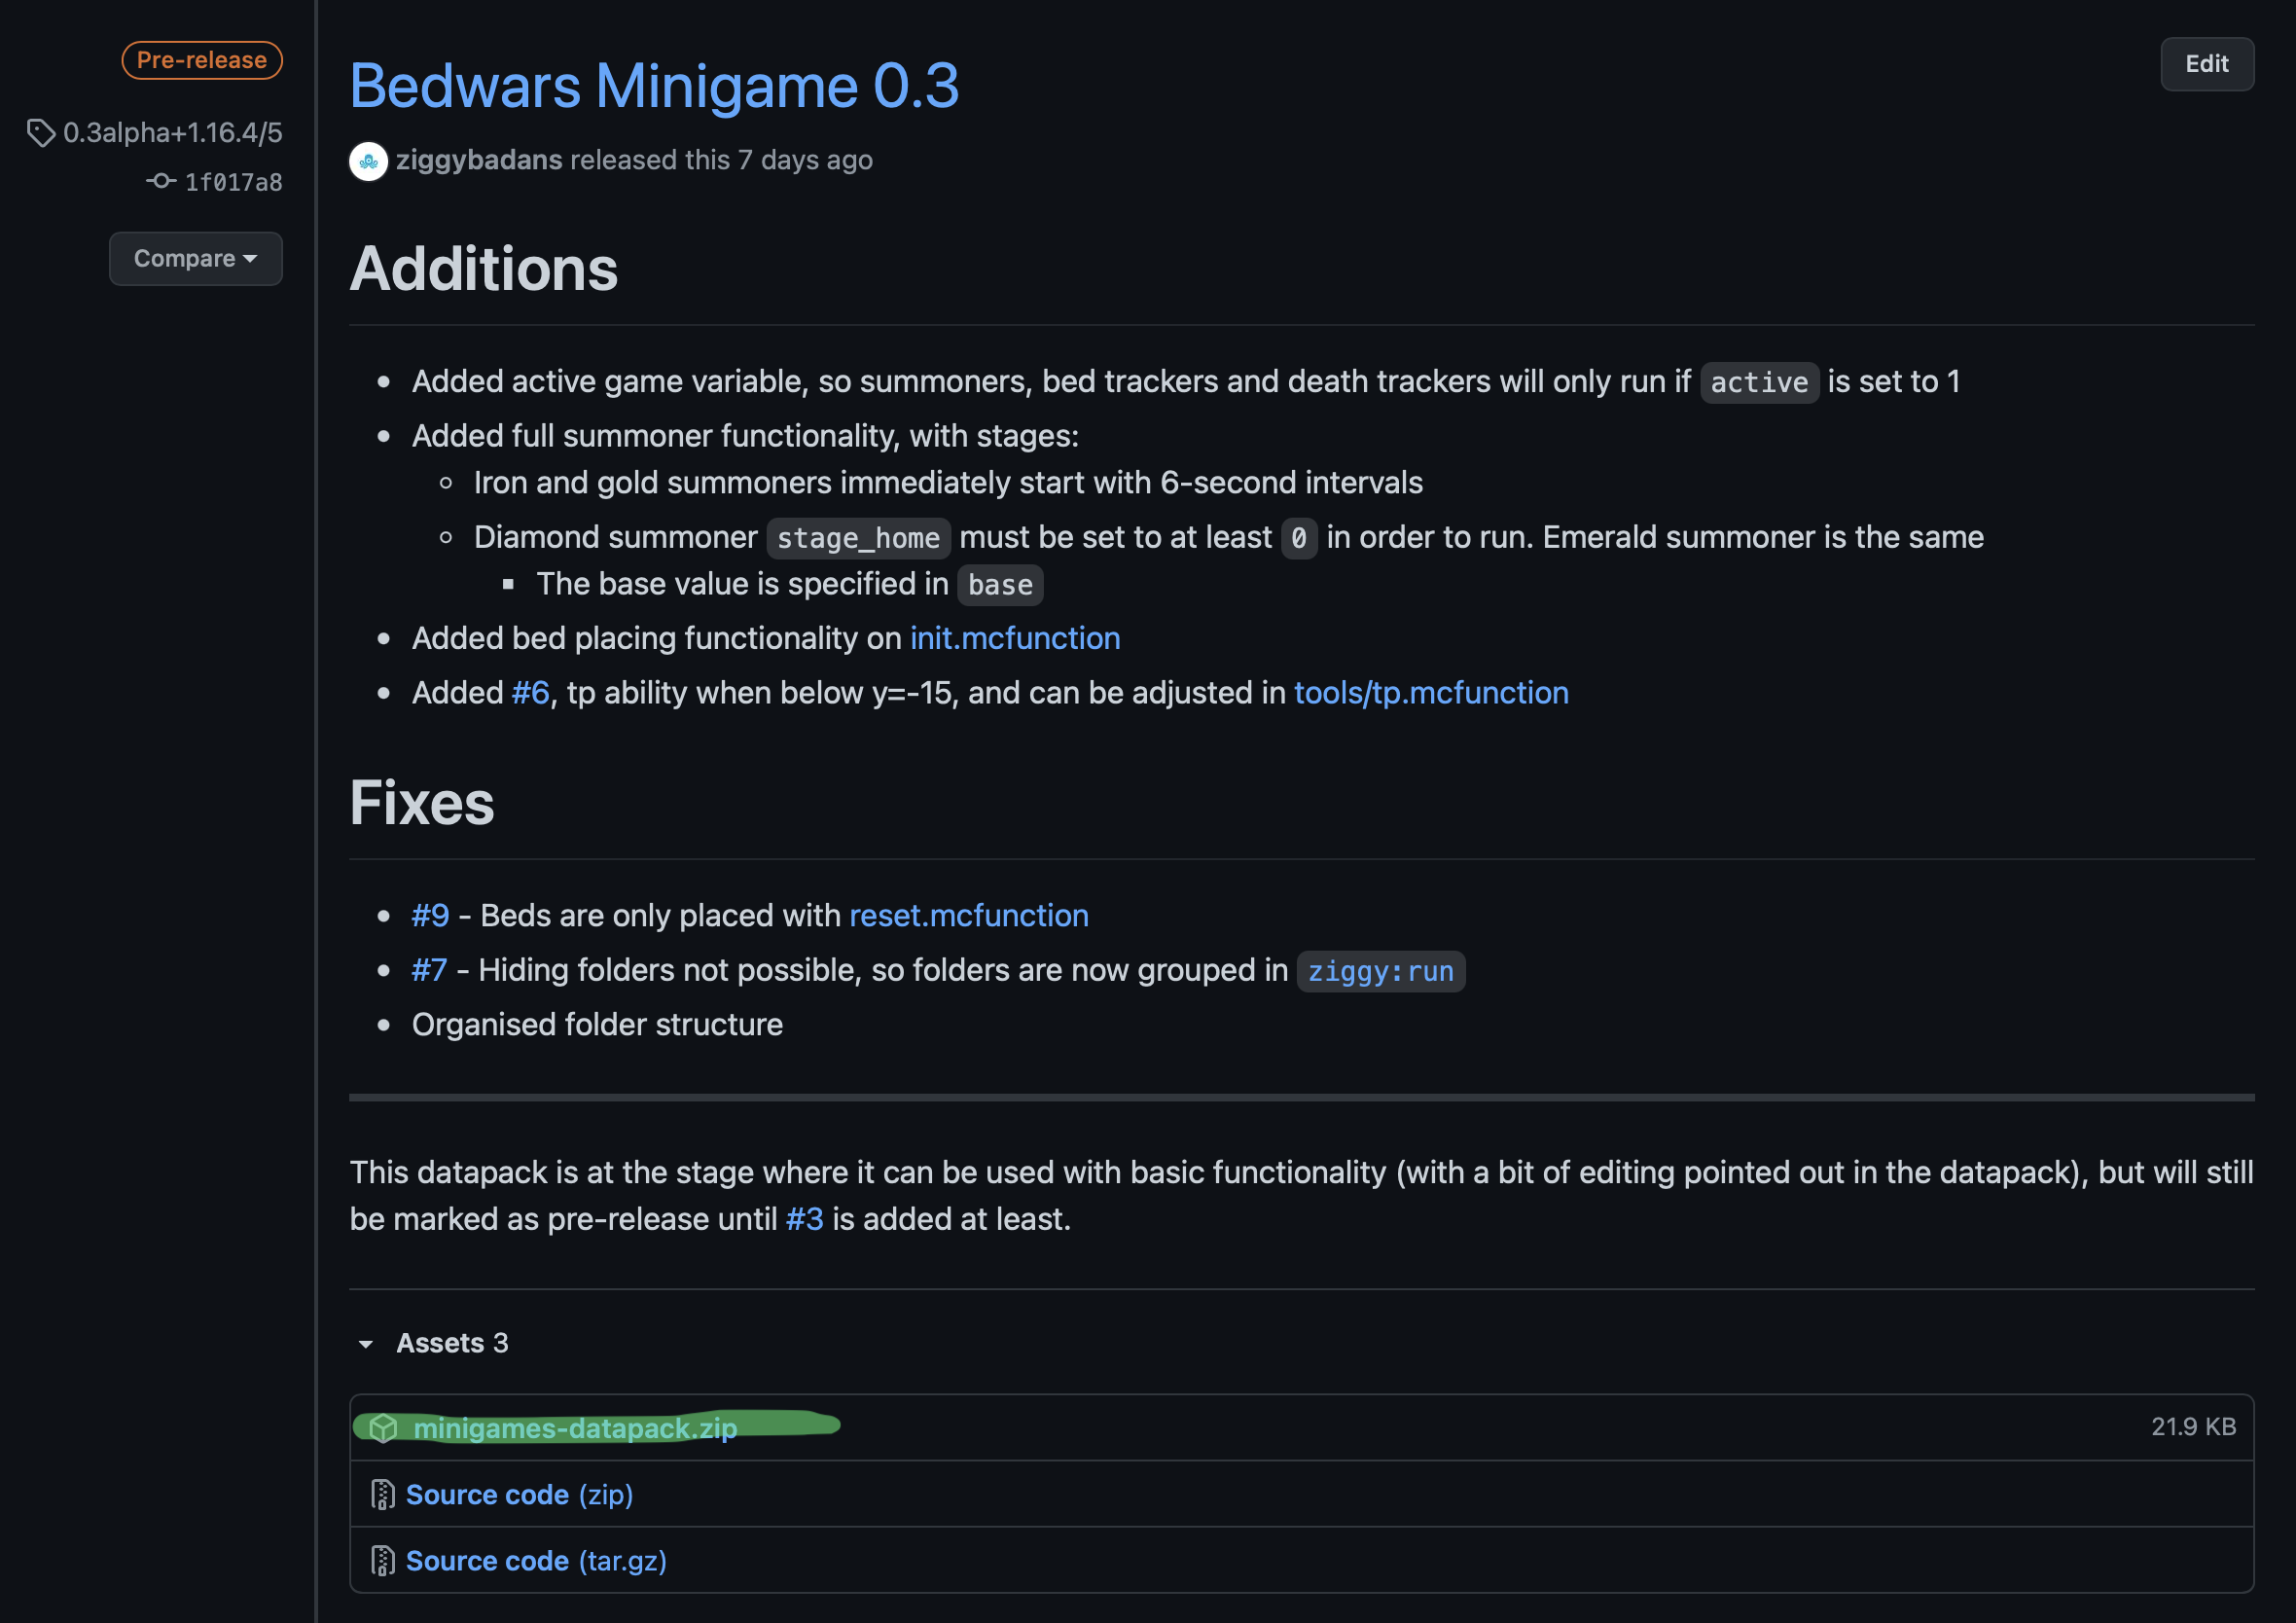 Pre-release
0.3alpha+1.16.4/5
1f017a8
Compare
Bedwars Minigame 0.3
Edit
ziggybadans released this 7 days ago
Additions
Added active game variable, so summoners, bed trackers and death trackers will only run if active is set to 1
Added full summoner functionality, with stages:
Iron and gold summoners immediately start with 6-second intervals
Diamond summoner stage_home must be set to at least 0 in order to run. Emerald summoner is the same
The base value is specified in base
Added bed placing functionality on init.mcfunction
Added #6, tp ability when below y=-15, and can be adjusted in tools/tp.mcfunction
Fixes
#9 - Beds are only placed with reset.mcfunction
#7 - Hiding folders not possible, so folders are now grouped in ziggy:run
Organised folder structure
This datapack is at the stage where it can be used with basic functionality (with a bit of editing pointed out in the datapack), but will still
be marked as pre-release until #3 is added at least.
Assets 3
minigames-datapack.zip 21.9 KB
Source code (zip)
Source code (tar.gz)